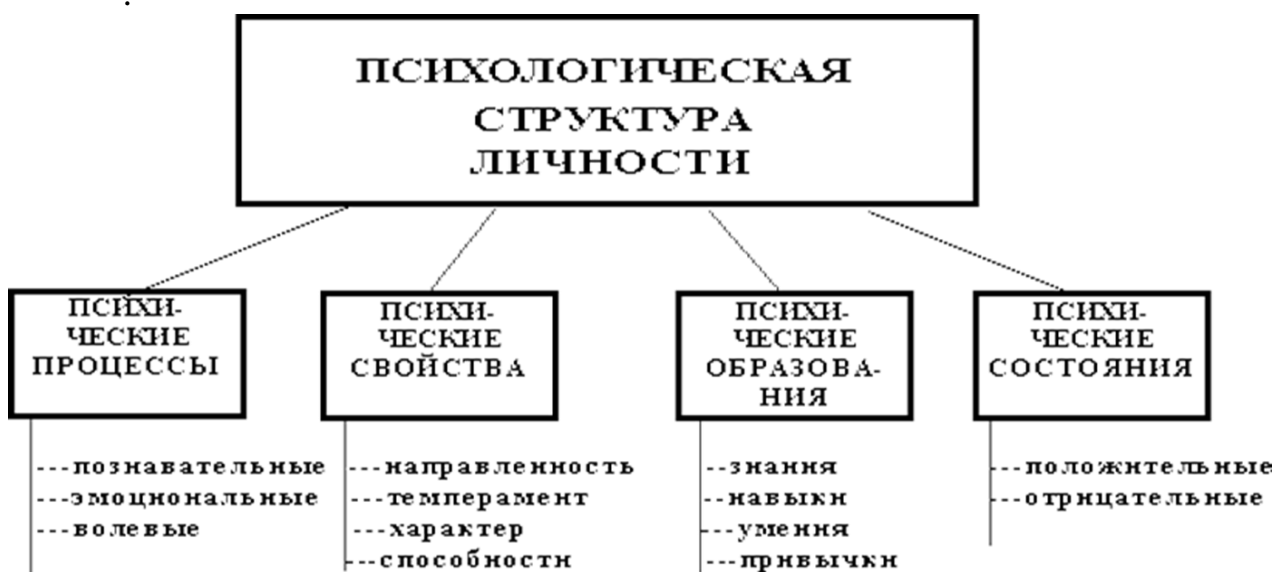 .
ПСИХОЛОГИЧЕСКАЯ
СТРУКТУРА
ЛИЧНОСТИ
ПСИХИ-
ЧЕСКИЕ
ПРОЦЕССЫ
---познавательные
---эмоциональные
---волевые
ПСИХИ-
ЧЕСКИЕ
СВОЙСТВА
---направленность
---темперамент
---характер
---способности
ПСИХИ-
ЧЕСКИЕ
ОБРАЗОВА-
НИЯ
--знания
--навыки
---умения
---привычки
ПСИХИ-
ЧЕСКИЕ
СОСТОЯНИЯ
---положительные
---отрицательные